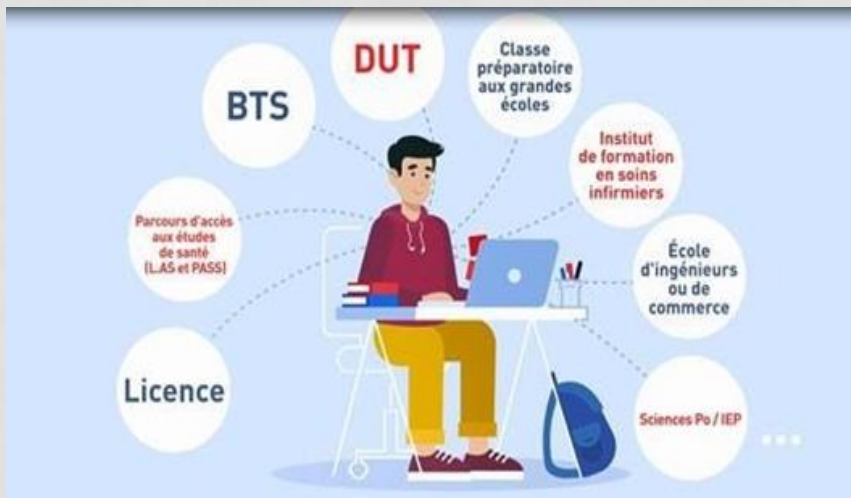 DUT
Classe
préparatoire
aux grandes
écoles
BTS
Institut
de formation
en soins
infirmiers
Parcours d'accès
aux études
de santé
(L.AS et PASS)
École
d'ingénieurs
ou de
commerce
Licence
Sciences Po / IEP
...